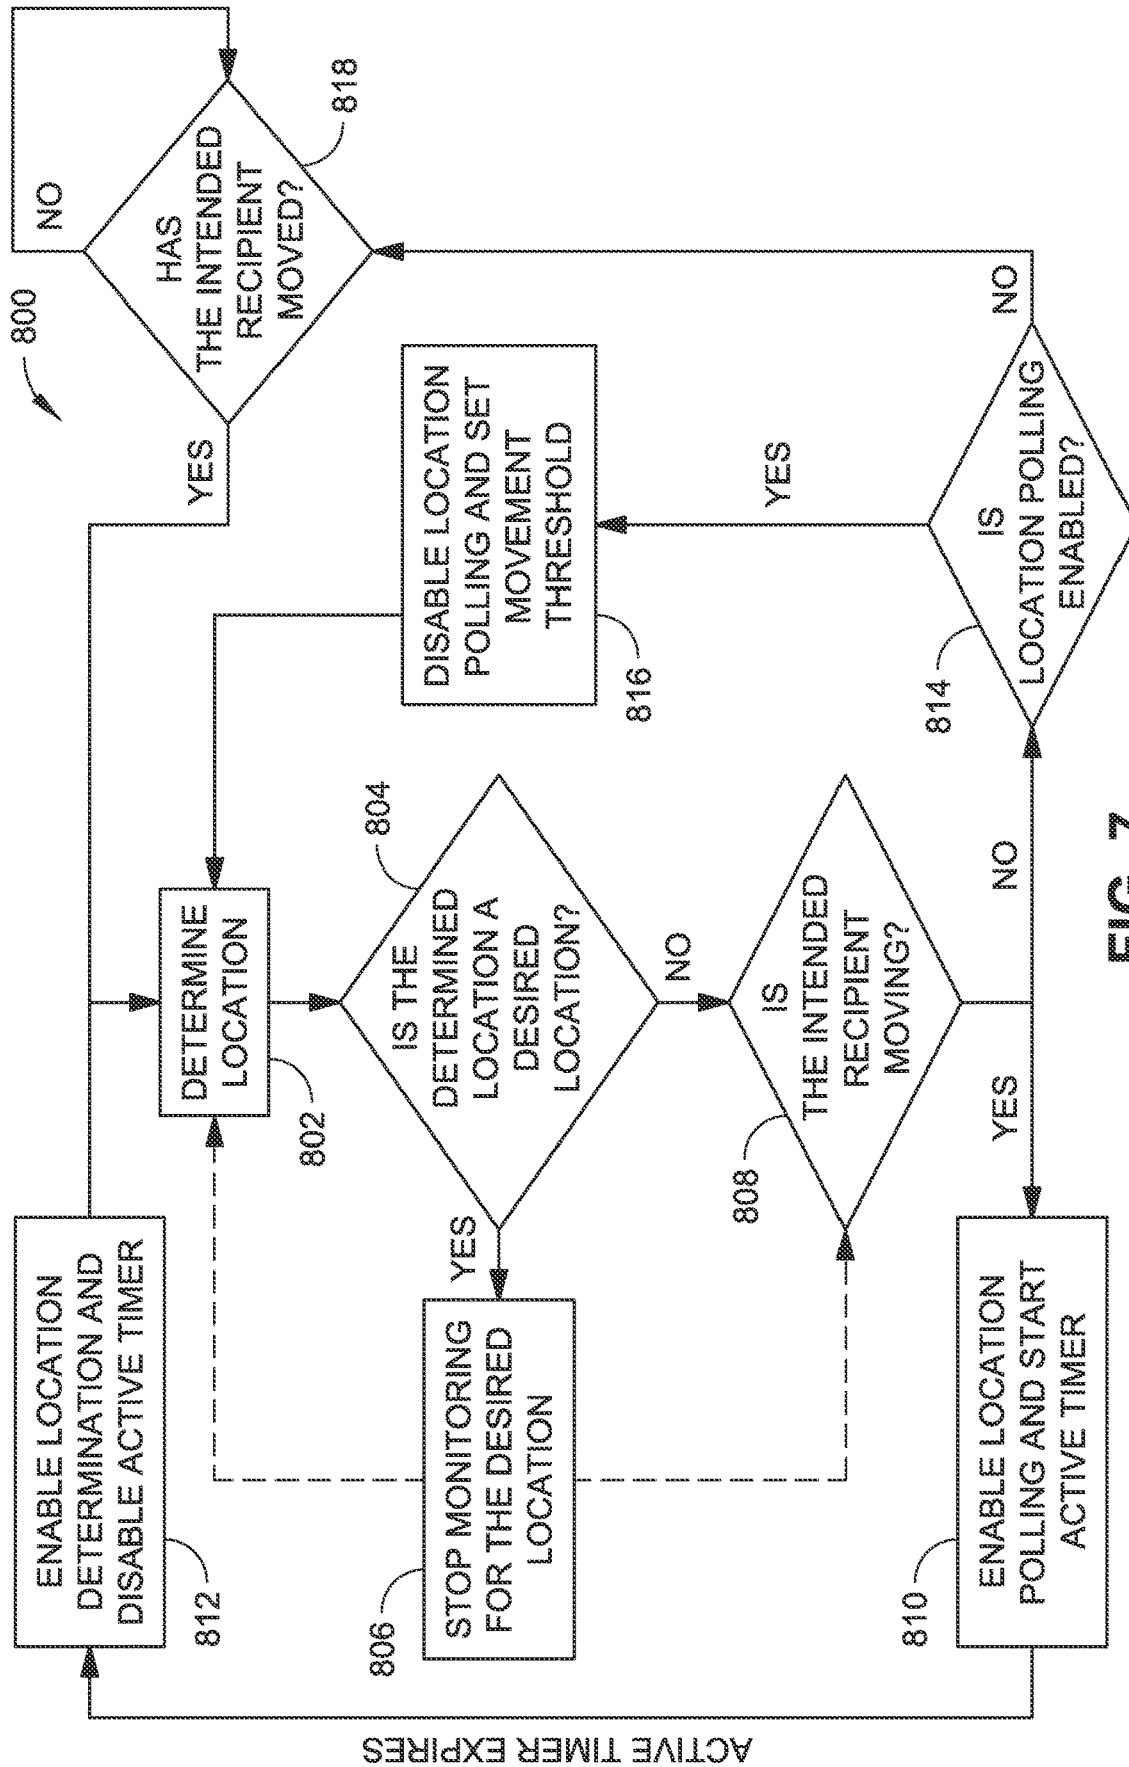 800
ENABLE LOCATION
DETERMINATION AND
DISABLE ACTIVE TIMER
812
DETERMINE
LOCATION
802
YES
HAS
THE INTENDED
RECIPIENT
MOVED?
818
NO
STOP MONITORING
FOR THE DESIRED
LOCATION
806
YES
IS THE
DETERMINED
LOCATION A
DESIRED
LOCATION?
804
NO
DISABLE LOCATION
POLLING AND SET
MOVEMENT
THRESHOLD
816
IS
THE INTENDED
RECIPIENT
MOVING?
808
YES
NO
ENABLE LOCATION
POLLING AND START
ACTIVE TIMER
810
IS
LOCATION POLLING
ENABLED?
814
YES
NO
ACTIVE TIMER EXPIRES
FIG. 7